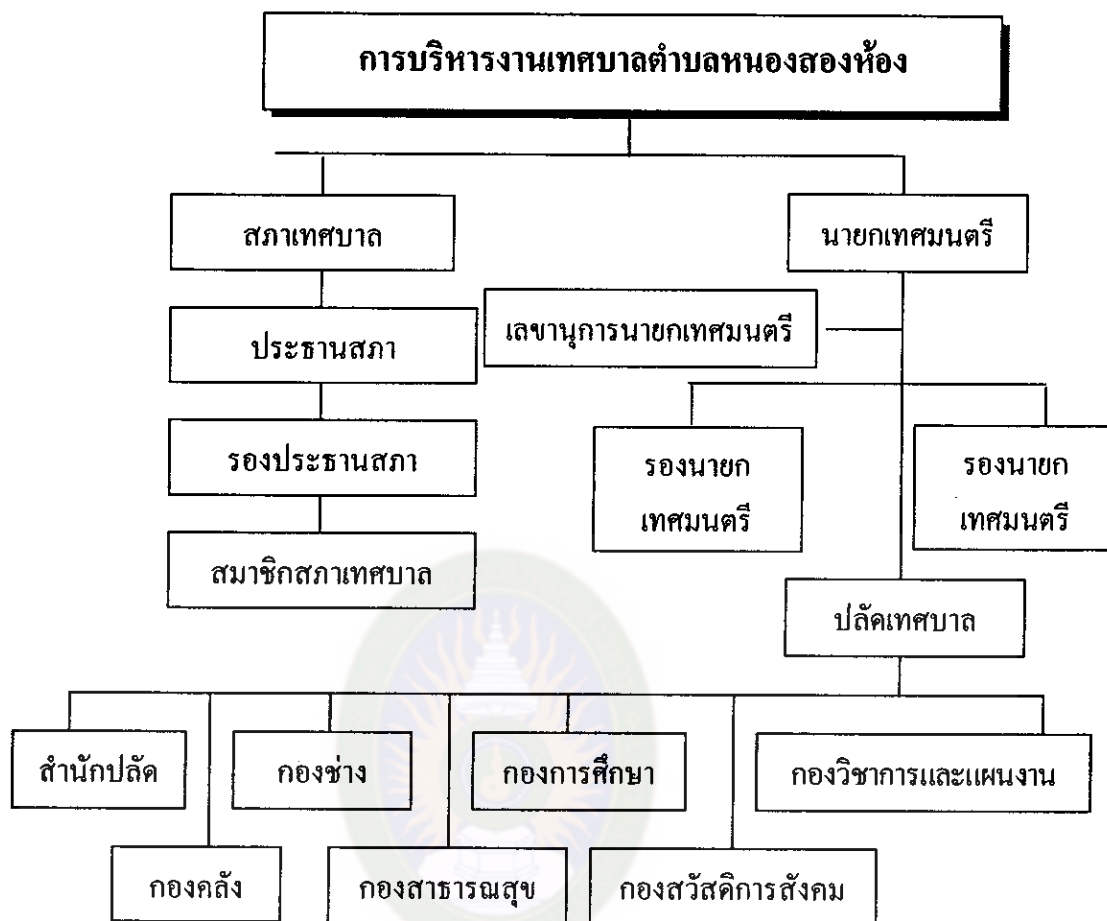 การบริหารงานเทศบาลตำบลหนองสองห้อง
สภาเทศบาล
นายกเทศมนตรี
ประธานสภา
เลขานุการนายกเทศมนตรี
รองประธานสภา
รองนายก
เทศมนตรี
รองนายก
เทศมนตรี
สมาชิกสภาเทศบาล
ปลัดเทศบาล
สำนักปลัด
กองช่าง
กองการศึกษา
กองวิชาการและแผนงาน
กองคลัง
กองสาธารณสุข
กองสวัสดิการสังคม